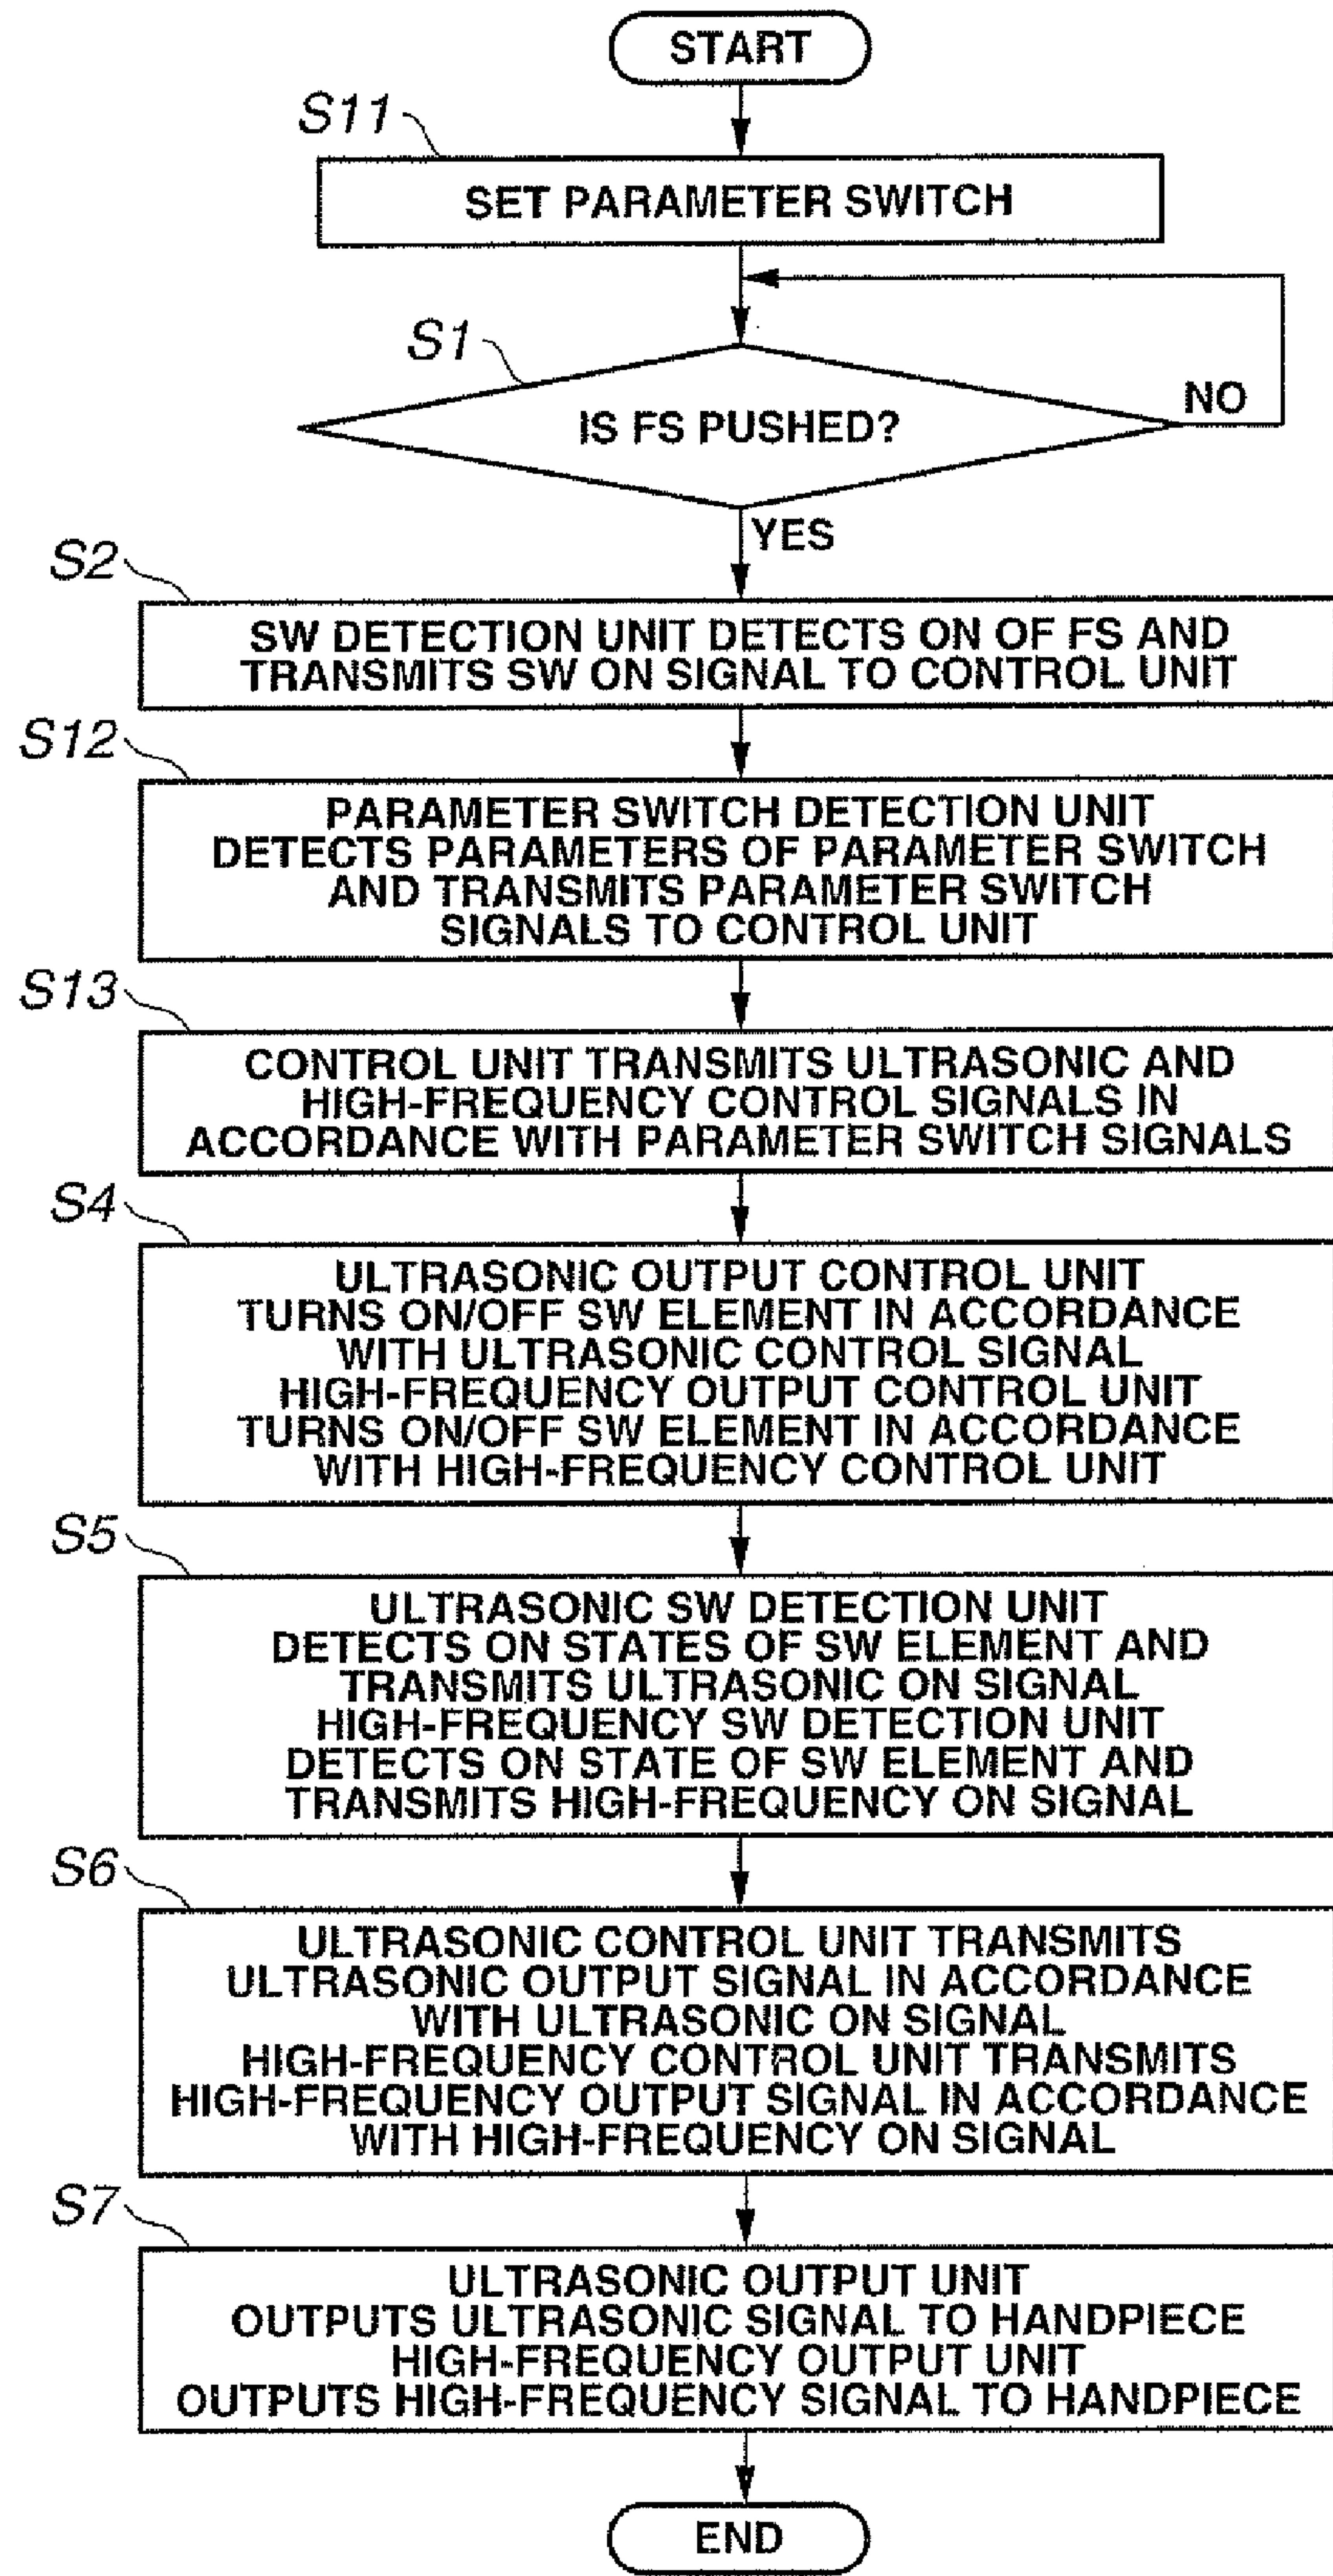 START
S11
SET PARAMETER SWITCH
S1
IS FS PUSHED?
NO
YES
S2
SW DETECTION UNIT DETECTS ON OF FS AND
TRANSMITS SW ON SIGNAL TO CONTROL UNIT
S12
PARAMETER SWITCH DETECTION UNIT
DETECTS PARAMETERS OF PARAMETER SWITCH
AND TRANSMITS PARAMETER SWITCH
SIGNALS TO CONTROL UNIT
S13
CONTROL UNIT TRANSMITS ULTRASONIC AND
HIGH-FREQUENCY CONTROL SIGNALS IN
ACCORDANCE WITH PARAMETER SWITCH SIGNALS
S4
ULTRASONIC OUTPUT CONTROL UNIT
TURNS ON/OFF SW ELEMENT IN ACCORDANCE
WITH ULTRASONIC CONTROL SIGNAL
HIGH-FREQUENCY OUTPUT CONTROL UNIT
TURNS ON/OFF SW ELEMENT IN ACCORDANCE
WITH HIGH-FREQUENCY CONTROL UNIT
S5
ULTRASONIC SW DETECTION UNIT
DETECTS ON STATES OF SW ELEMENT AND
TRANSMITS ULTRASONIC ON SIGNAL
HIGH-FREQUENCY SW DETECTION UNIT
DETECTS ON STATE OF SW ELEMENT AND
TRANSMITS HIGH-FREQUENCY ON SIGNAL
S6
ULTRASONIC CONTROL UNIT TRANSMITS
ULTRASONIC OUTPUT SIGNAL IN ACCORDANCE
WITH ULTRASONIC ON SIGNAL
HIGH-FREQUENCY CONTROL UNIT TRANSMITS
HIGH-FREQUENCY OUTPUT SIGNAL IN ACCORDANCE
WITH HIGH-FREQUENCY ON SIGNAL
S7
ULTRASONIC OUTPUT UNIT
OUTPUTS ULTRASONIC SIGNAL TO HANDPIECE
HIGH-FREQUENCY OUTPUT UNIT
OUTPUTS HIGH-FREQUENCY SIGNAL TO HANDPIECE
END